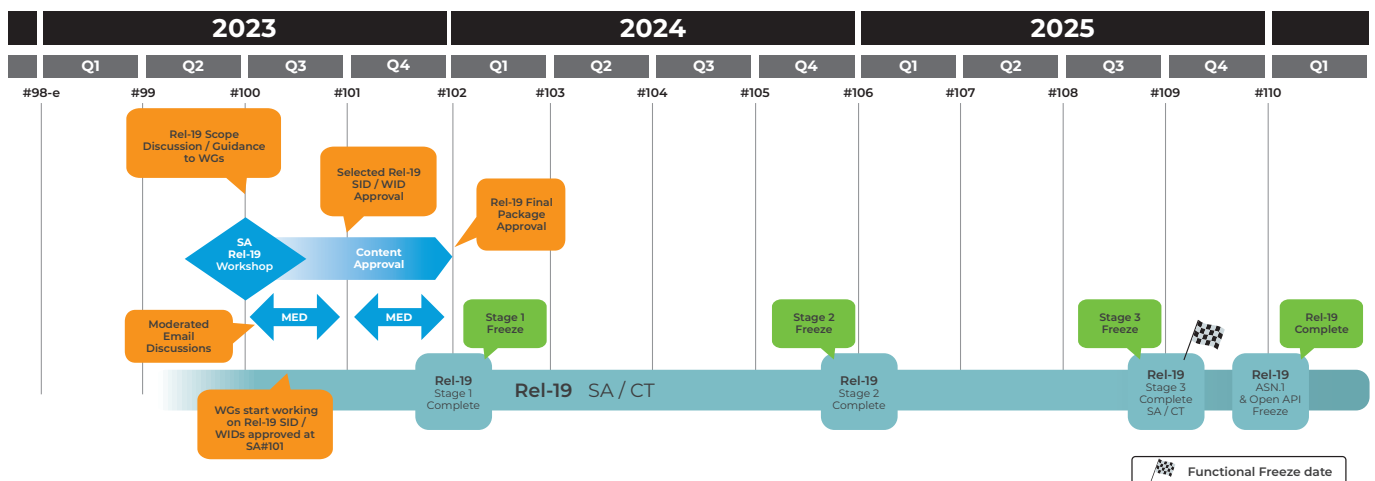 2023
2024
2025
Q1
Q2
Q3
Q4
Q1
Q2
Q3
Q4
Q1
Q2
Q3
Q4
Q1
#98-e
#99
#100
#101
#102
#103
#104
#105
#106
#107
#108
#109
#110
Rel-19 Scope
Discussion / Guidance
to WGs
Selected Rel-19
SID / WID
Approval
Rel-19 Final
Package
Approval
SA
Rel-19
Workshop
Content
Approval
MED
MED
Moderated
Email
Discussions
Stage 1
Freeze
Stage 2
Freeze
Stage 3
Freeze
Rel-19
Complete
Rel-19
Stage 1
Complete
Rel-19 SA / CT
Rel-19
Stage 2
Complete
Rel-19
Stage 3
Complete
SA / CT
Rel-19
ASN.1
& Open API
Freeze
WGs start working
on Rel-19 SID /
WIDs approved at
SA#101
Functional Freeze date